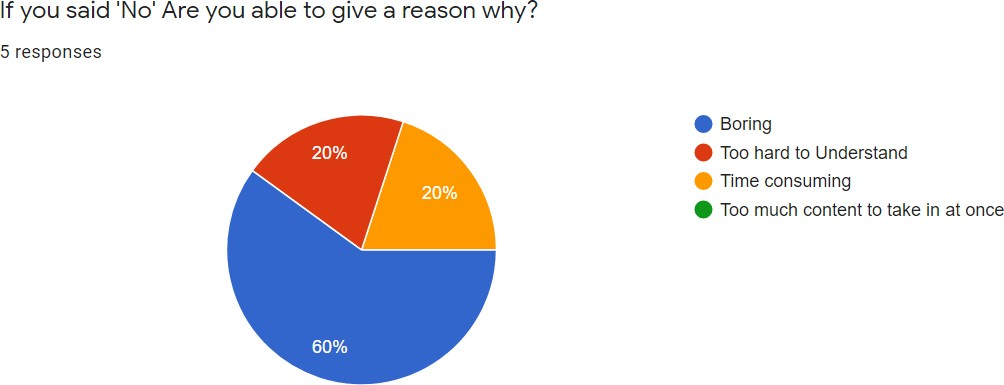 If you said 'No' Are you able to give a reason why?
5 responses
20%
20%
60%
Boring
Too hard to Understand
Time consuming
Too much content to take in at once